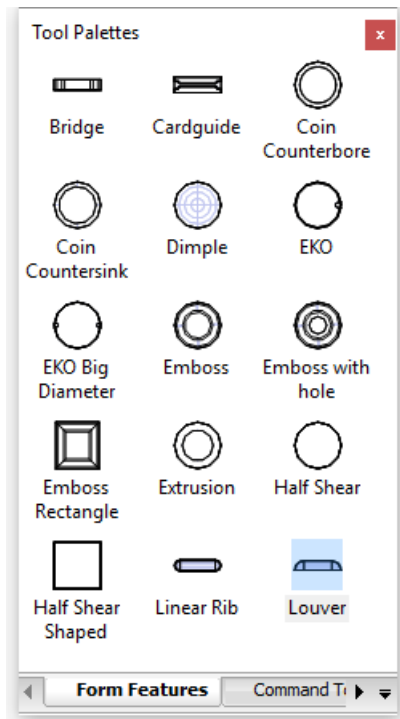 Tool Palettes
x
Bridge
Cardguide
Coin
Counterbore
Coin
Countersink
Dimple
EKO
EKO Big
Diameter
Emboss
Emboss with
hole
Emboss
Rectangle
Extrusion
Half Shear
Half Shear
Shaped
Linear Rib
Louver
Form Features
Command